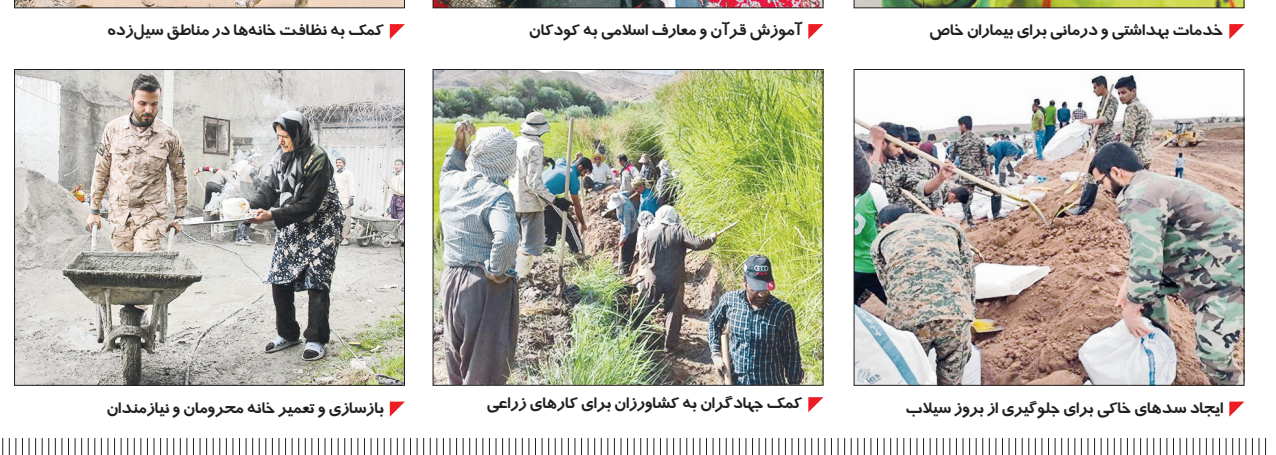 خدمات بهداشتی و درمانی برای بیماران خاص
آموزش قرآن و معارف اسلامی به کودکان
کمک به نظافت خانه‌ها در مناطق سیل‌زده
ایجاد سدهای خاکی برای جلوگیری از بروز سیلاب
کمک جهادگران به کشاورزان برای کارهای زراعی
بازسازی و تعمیر خانه محرومان و نیازمندان